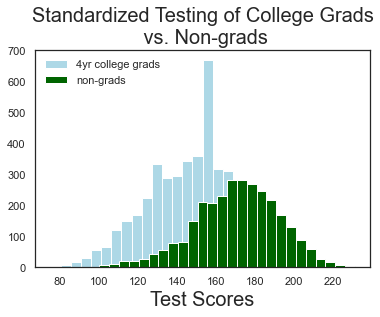 Standardized Testing of College Grads
vs. Non-grads
700
600
500
400
300
200
100
0
4yr college grads
non-grads
80 100 120 140 160 180 200 220
Test Scores